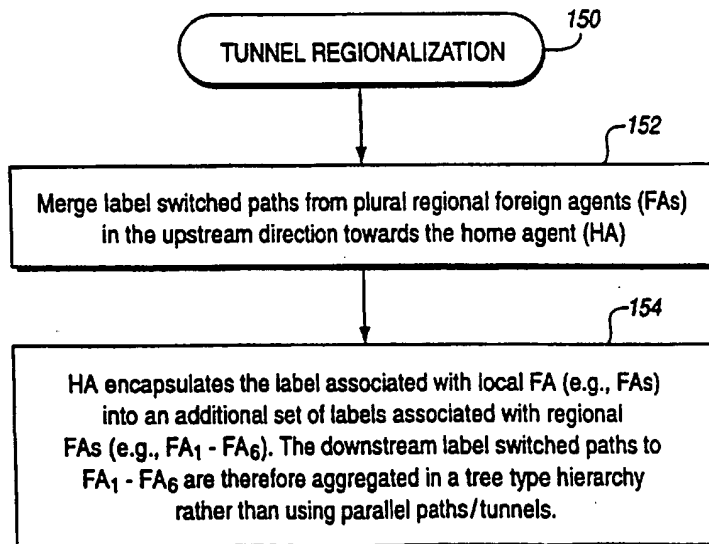 TUNNEL REGIONALIZATION
150
152
Merge label switched paths from plural regional foreign agents (FAs)
in the upstream direction towards the home agent (HA)
154
HA encapsulates the label associated with local FA (e.g., FAs)
into an additional set of labels associated with regional
FAs (e.g., FA₁ - FA₆). The downstream label switched paths to
FA₁ - FA₆ are therefore aggregated in a tree type hierarchy
rather than using parallel paths/tunnels.